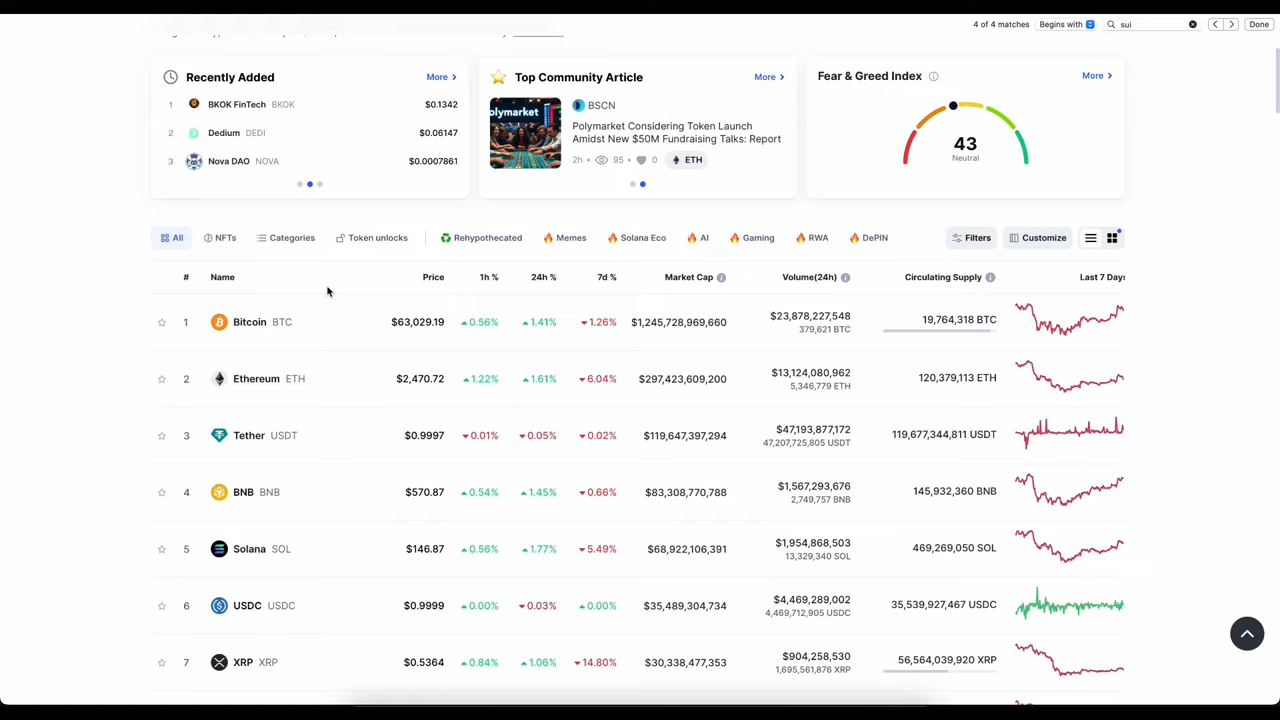 4 of 4 matches Begins with sui Done
Recently Added More >
1 BKOK FinTech BKOK $0.1342
2 Dedium DEDI $0.06147
3 Nova DAO NOVA $0.0007861
Top Community Article More >
olymarket
BSCN
Polymarket Considering Token Launch
Amidst New $50M Fundraising Talks: Report
2h • 95 • 0 ETH
Fear & Greed Index More >
43
Neutral
All NFTs Categories Token unlocks Rehypothecated Memes Solana Eco AI Gaming RWA DePIN Filters Customize
# Name Price 1h % 24h % 7d % Market Cap Volume(24h) Circulating Supply Last 7 Days
1 Bitcoin BTC $63,029.19 0.56% 1.41% 1.26% $1,245,728,969,660 $23,878,227,548 19,764,318 BTC
379,621 BTC
2 Ethereum ETH $2,470.72 1.22% 1.61% 6.04% $297,423,609,200 $13,124,080,962 120,379,113 ETH
5,346,779 ETH
3 Tether USDT $0.9997 0.01% 0.05% 0.02% $119,647,397,294 $47,193,877,172 119,677,344,811 USDT
47,207,725,805 USDT
4 BNB BNB $570.87 0.54% 1.45% 0.66% $83,308,770,788 $1,567,293,676 145,932,360 BNB
2,749,757 BNB
5 Solana SOL $146.87 0.56% 1.77% 5.49% $68,922,106,391 $1,954,868,503 469,269,050 SOL
13,329,340 SOL
6 USDC USDC $0.9999 0.00% 0.03% 0.00% $35,489,304,734 $4,469,289,002 35,539,927,467 USDC
4,469,712,905 USDC
7 XRP XRP $0.5364 0.84% 1.06% 14.80% $30,338,477,353 $904,258,530 56,564,039,920 XRP
1,695,561,876 XRP